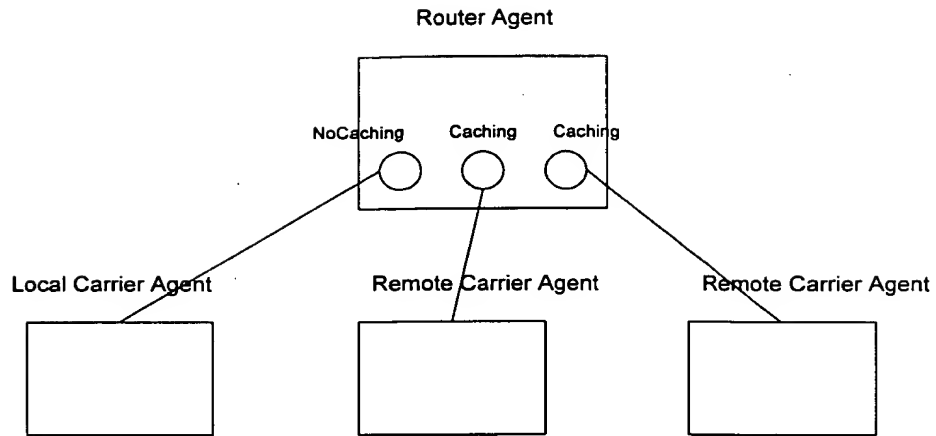 Router Agent
NoCaching
Caching
Caching
Local Carrier Agent
Remote Carrier Agent
Remote Carrier Agent